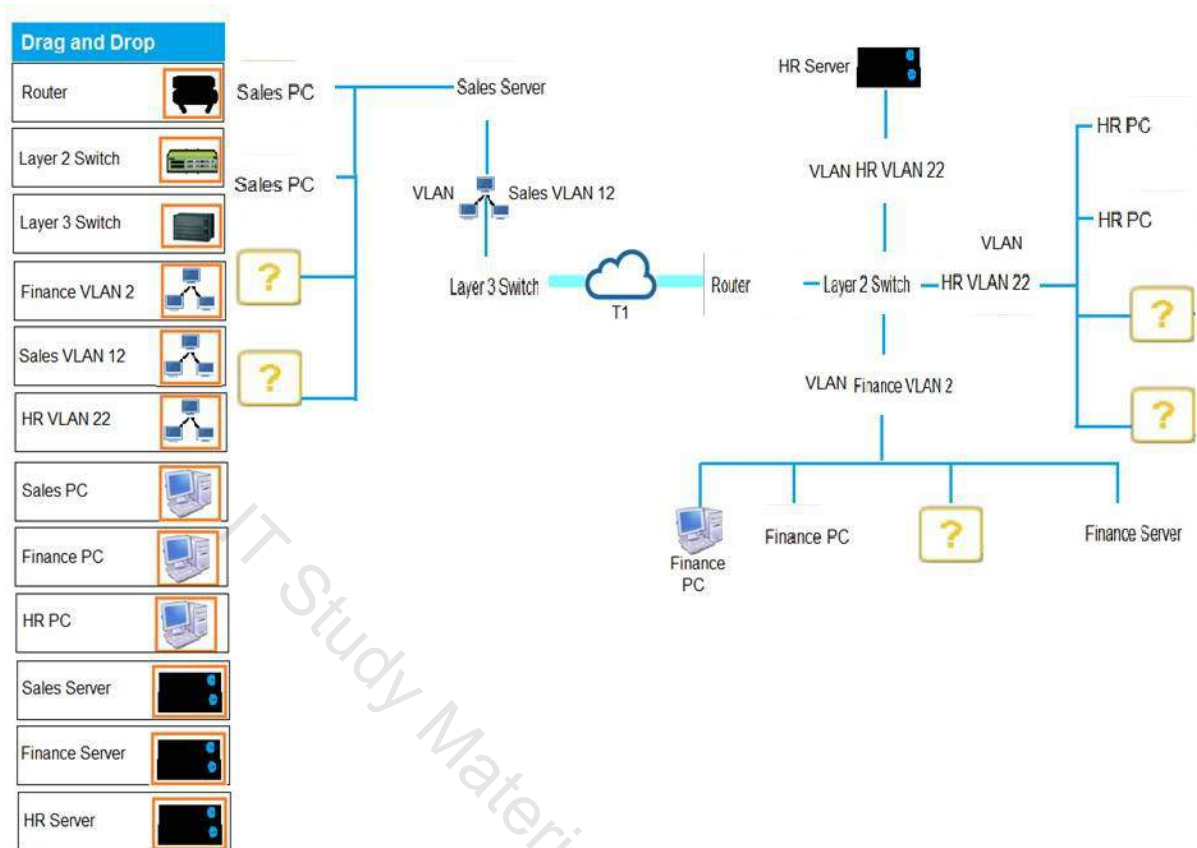 Drag and Drop
Router
Layer 2 Switch
Layer 3 Switch
Finance VLAN 2
Sales VLAN 12
HR VLAN 22
Sales PC
Finance PC
HR PC
Sales Server
Finance Server
HR Server
Sales PC
Sales PC
?
?
Sales Server
VLAN
Sales VLAN 12
Layer 3 Switch
T1
Router
HR Server
VLAN HR VLAN 22
Layer 2 Switch
VLAN
HR VLAN 22
HR PC
HR PC
?
?
VLAN Finance VLAN 2
Finance
PC
Finance PC
?
Finance Server
IT Study Materi